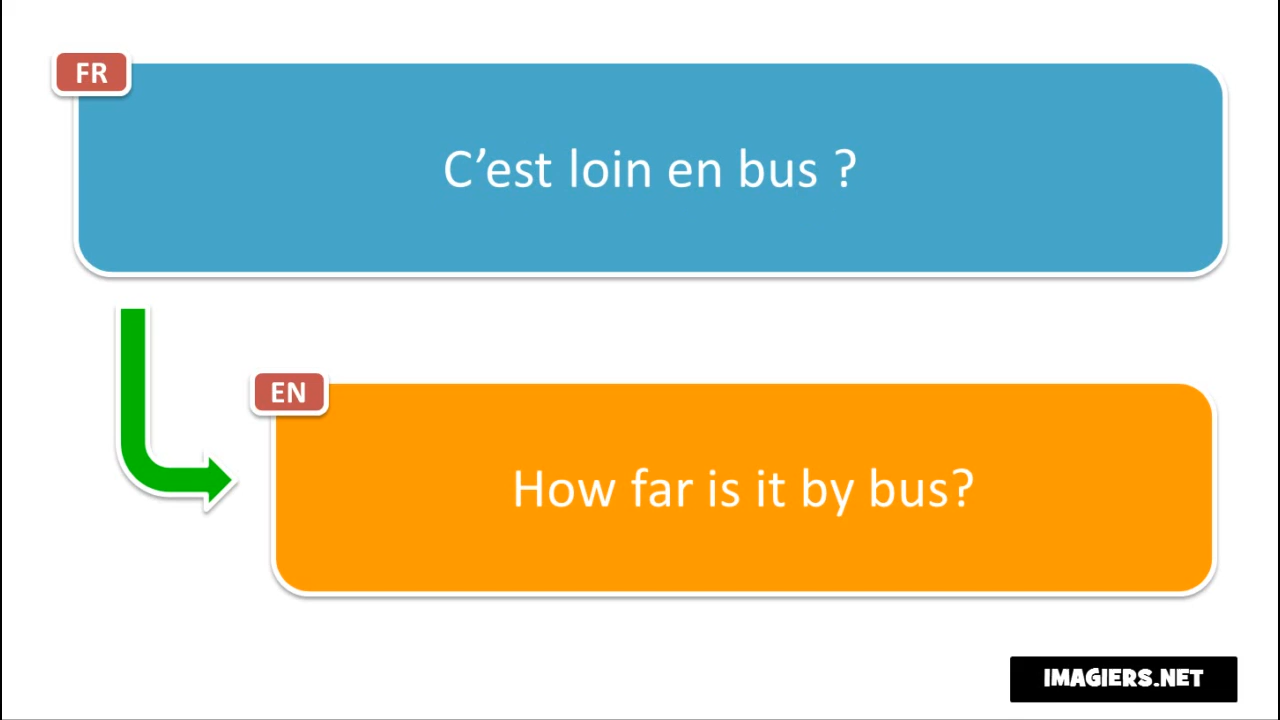 FR
C’est loin en bus ?
EN
How far is it by bus?
IMAGIERS.NET